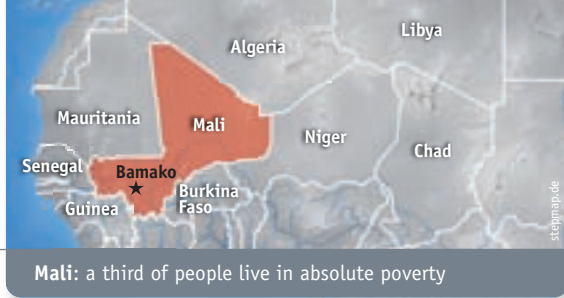 Libya
Algeria
Mauritania
Mali
Niger
Chad
Senegal
Bamako
Burkina
Faso
Guinea
stepmap.de
Mali: a third of people live in absolute poverty